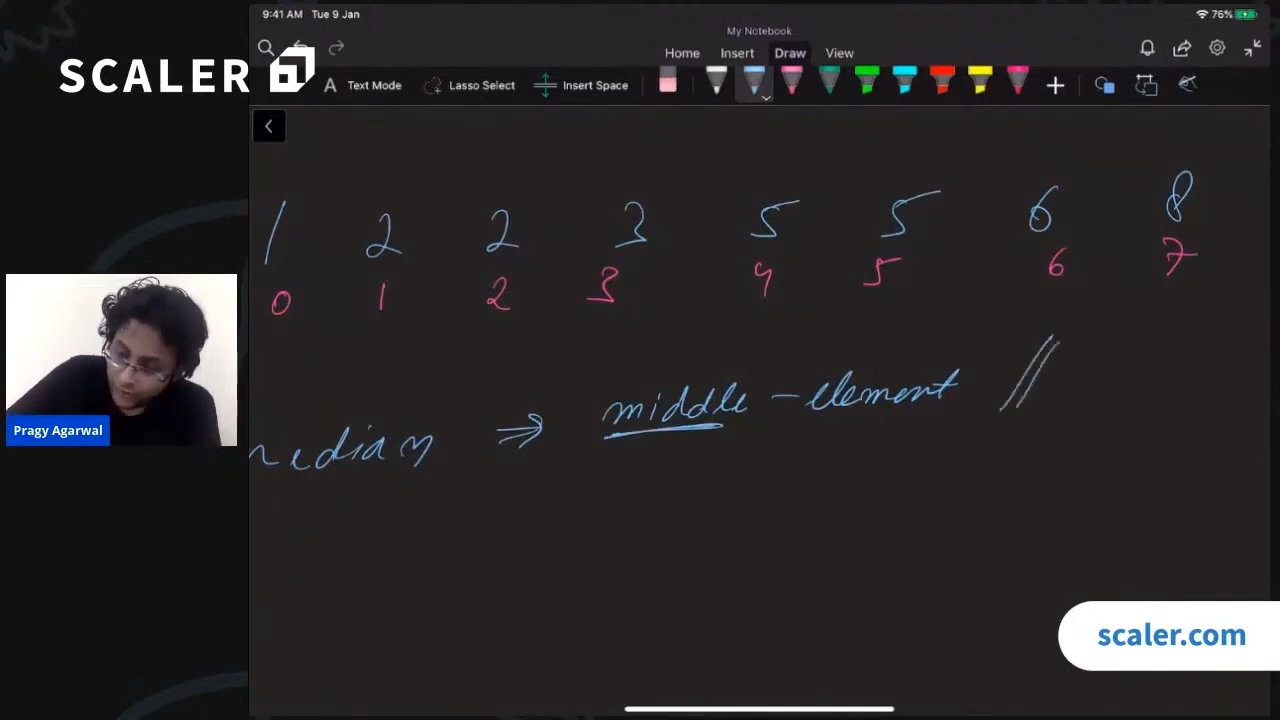 9:41 AM Tue 9 Jan
76%
My Notebook
Home Insert Draw View
SCALER
Text Mode Lasso Select Insert Space
1 2 2 3 5 5 6 8
0 1 2 3 4 5 6 7
median ⇒ middle - element //
Pragy Agarwal
scaler.com